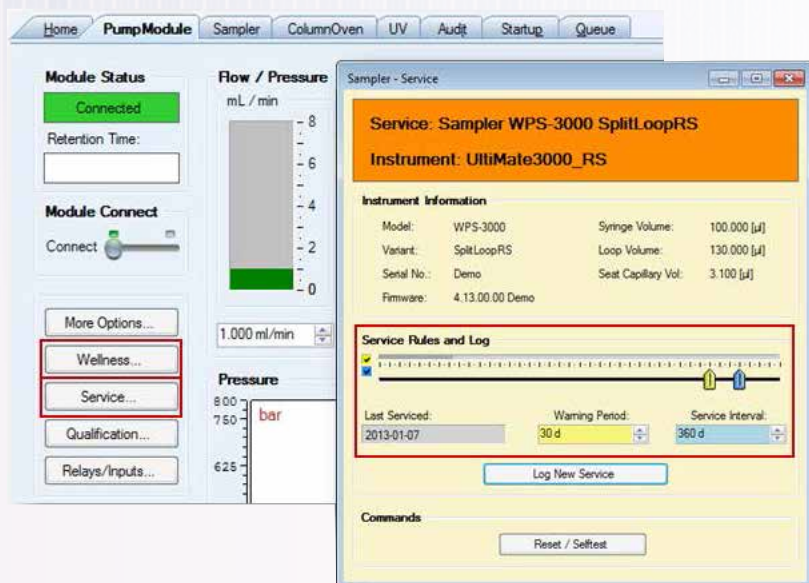 Home PumpModule Sampler ColumnOven UV Audit Startup Queue
Module Status
Connected
Retention Time:
Module Connect
Connect
More Options...
Wellness...
Service...
Qualification...
Relays/Inputs...
Flow / Pressure
mL / min
8
6
4
2
0
1.000 ml/min
Pressure
800
750
bar
625
Sampler - Service
Service: Sampler WPS-3000 SplitLoopRS
Instrument: UltiMate3000_RS
Instrument Information
Model: WPS-3000 Syringe Volume: 100.000 [µl]
Variant: SplitLoopRS Loop Volume: 130.000 [µl]
Serial No.: Demo Seat Capillary Vol: 3.100 [µl]
Firmware: 4.13.00.00 Demo
Service Rules and Log
Last Serviced: Warning Period: Service Interval:
2013-01-07 30 d 360 d
Log New Service
Commands
Reset / Selftest